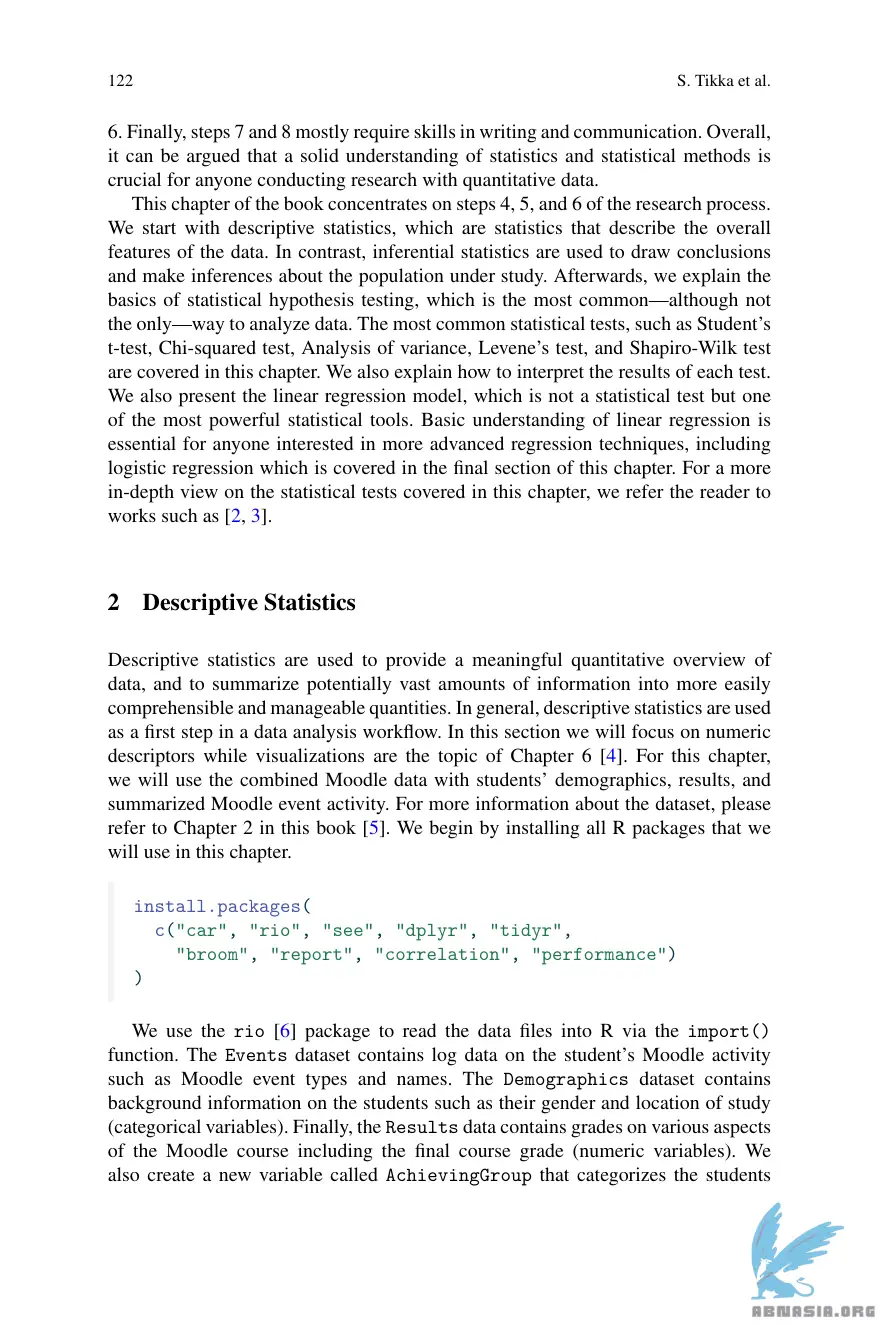 122
S. Tikka et al.
6. Finally, steps 7 and 8 mostly require skills in writing and communication. Overall,
it can be argued that a solid understanding of statistics and statistical methods is
crucial for anyone conducting research with quantitative data.
This chapter of the book concentrates on steps 4, 5, and 6 of the research process.
We start with descriptive statistics, which are statistics that describe the overall
features of the data. In contrast, inferential statistics are used to draw conclusions
and make inferences about the population under study. Afterwards, we explain the
basics of statistical hypothesis testing, which is the most common—although not
the only—way to analyze data. The most common statistical tests, such as Student’s
t-test, Chi-squared test, Analysis of variance, Levene’s test, and Shapiro-Wilk test
are covered in this chapter. We also explain how to interpret the results of each test.
We also present the linear regression model, which is not a statistical test but one
of the most powerful statistical tools. Basic understanding of linear regression is
essential for anyone interested in more advanced regression techniques, including
logistic regression which is covered in the final section of this chapter. For a more
in-depth view on the statistical tests covered in this chapter, we refer the reader to
works such as [2, 3].
2 Descriptive Statistics
Descriptive statistics are used to provide a meaningful quantitative overview of
data, and to summarize potentially vast amounts of information into more easily
comprehensible and manageable quantities. In general, descriptive statistics are used
as a first step in a data analysis workflow. In this section we will focus on numeric
descriptors while visualizations are the topic of Chapter 6 [4]. For this chapter,
we will use the combined Moodle data with students’ demographics, results, and
summarized Moodle event activity. For more information about the dataset, please
refer to Chapter 2 in this book [5]. We begin by installing all R packages that we
will use in this chapter.
install.packages(
c("car", "rio", "see", "dplyr", "tidyr",
"broom", "report", "correlation", "performance")
)
We use the rio [6] package to read the data files into R via the import()
function. The Events dataset contains log data on the student’s Moodle activity
such as Moodle event types and names. The Demographics dataset contains
background information on the students such as their gender and location of study
(categorical variables). Finally, the Results data contains grades on various aspects
of the Moodle course including the final course grade (numeric variables). We
also create a new variable called AchievingGroup that categorizes the students
ABNASIA.ORG